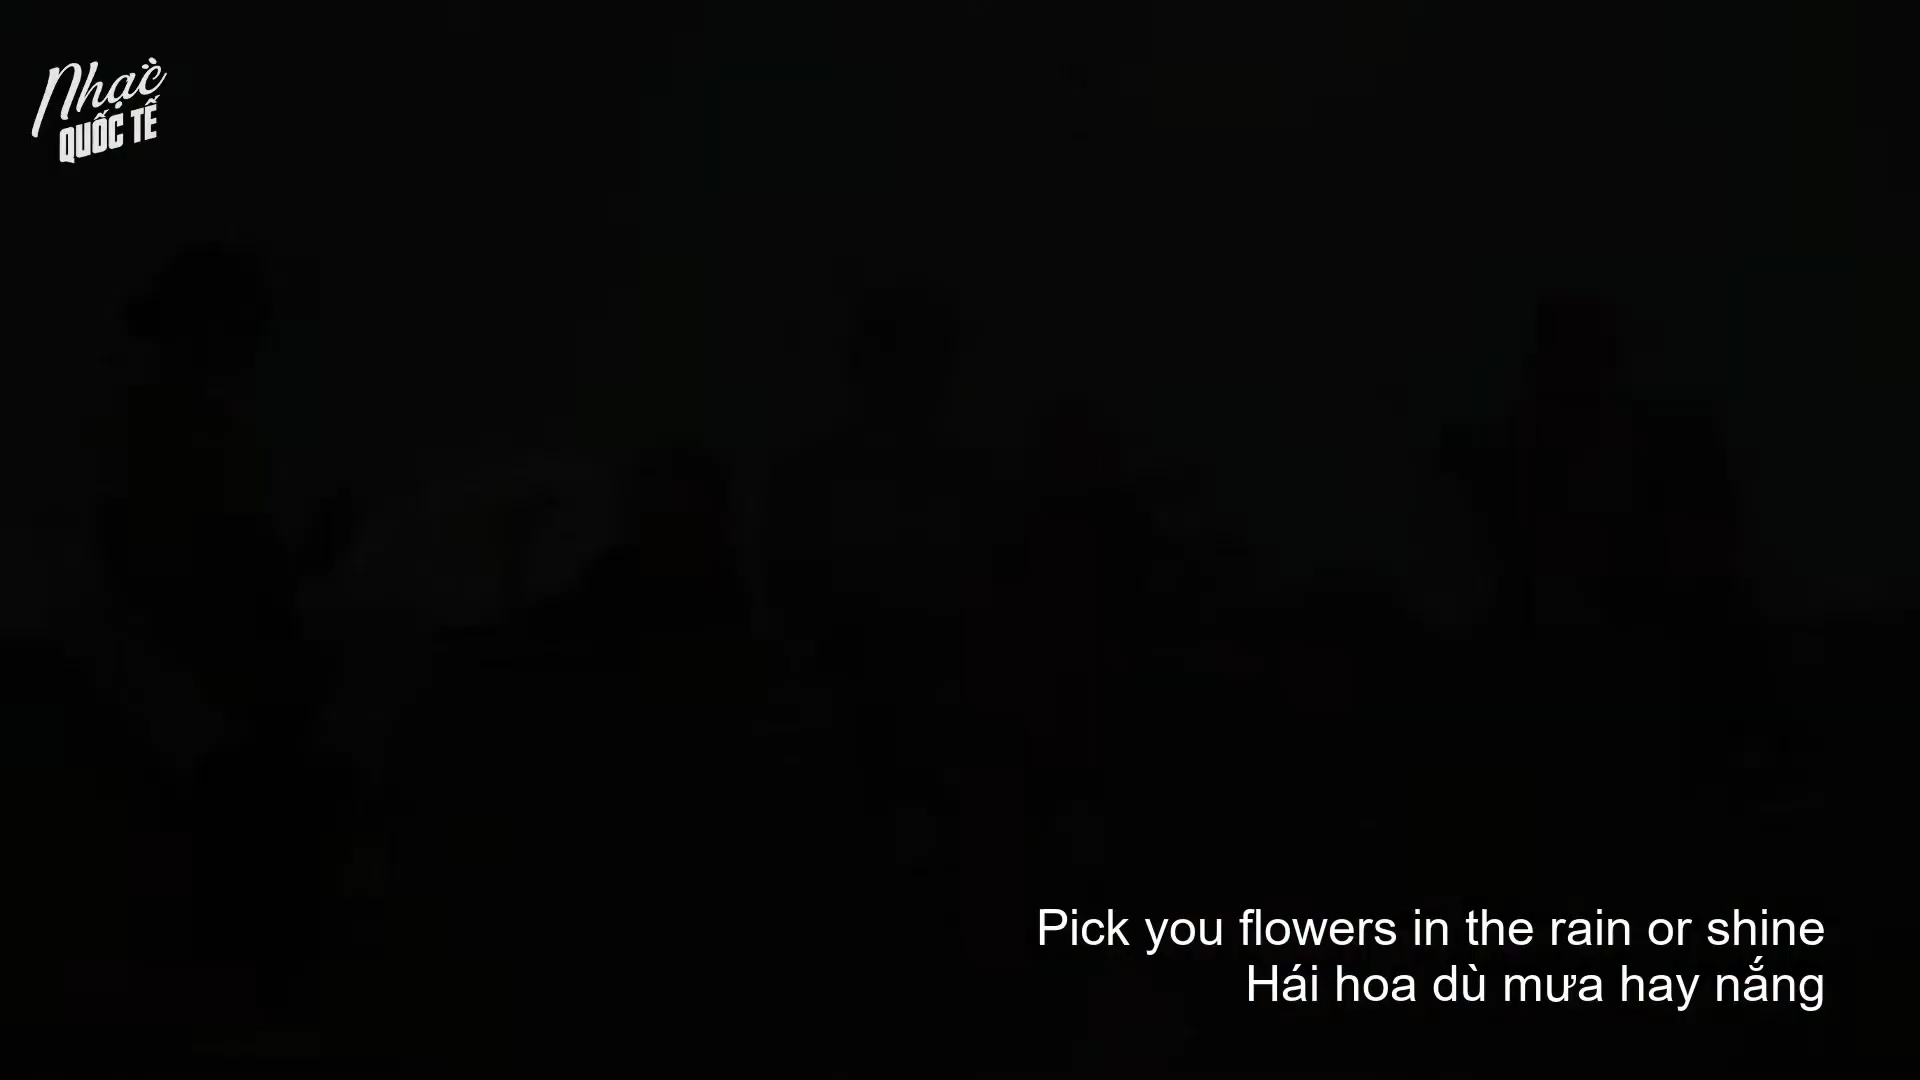 Nhạc
QUỐC TẾ
Pick you flowers in the rain or shine
Hái hoa dù mưa hay nắng